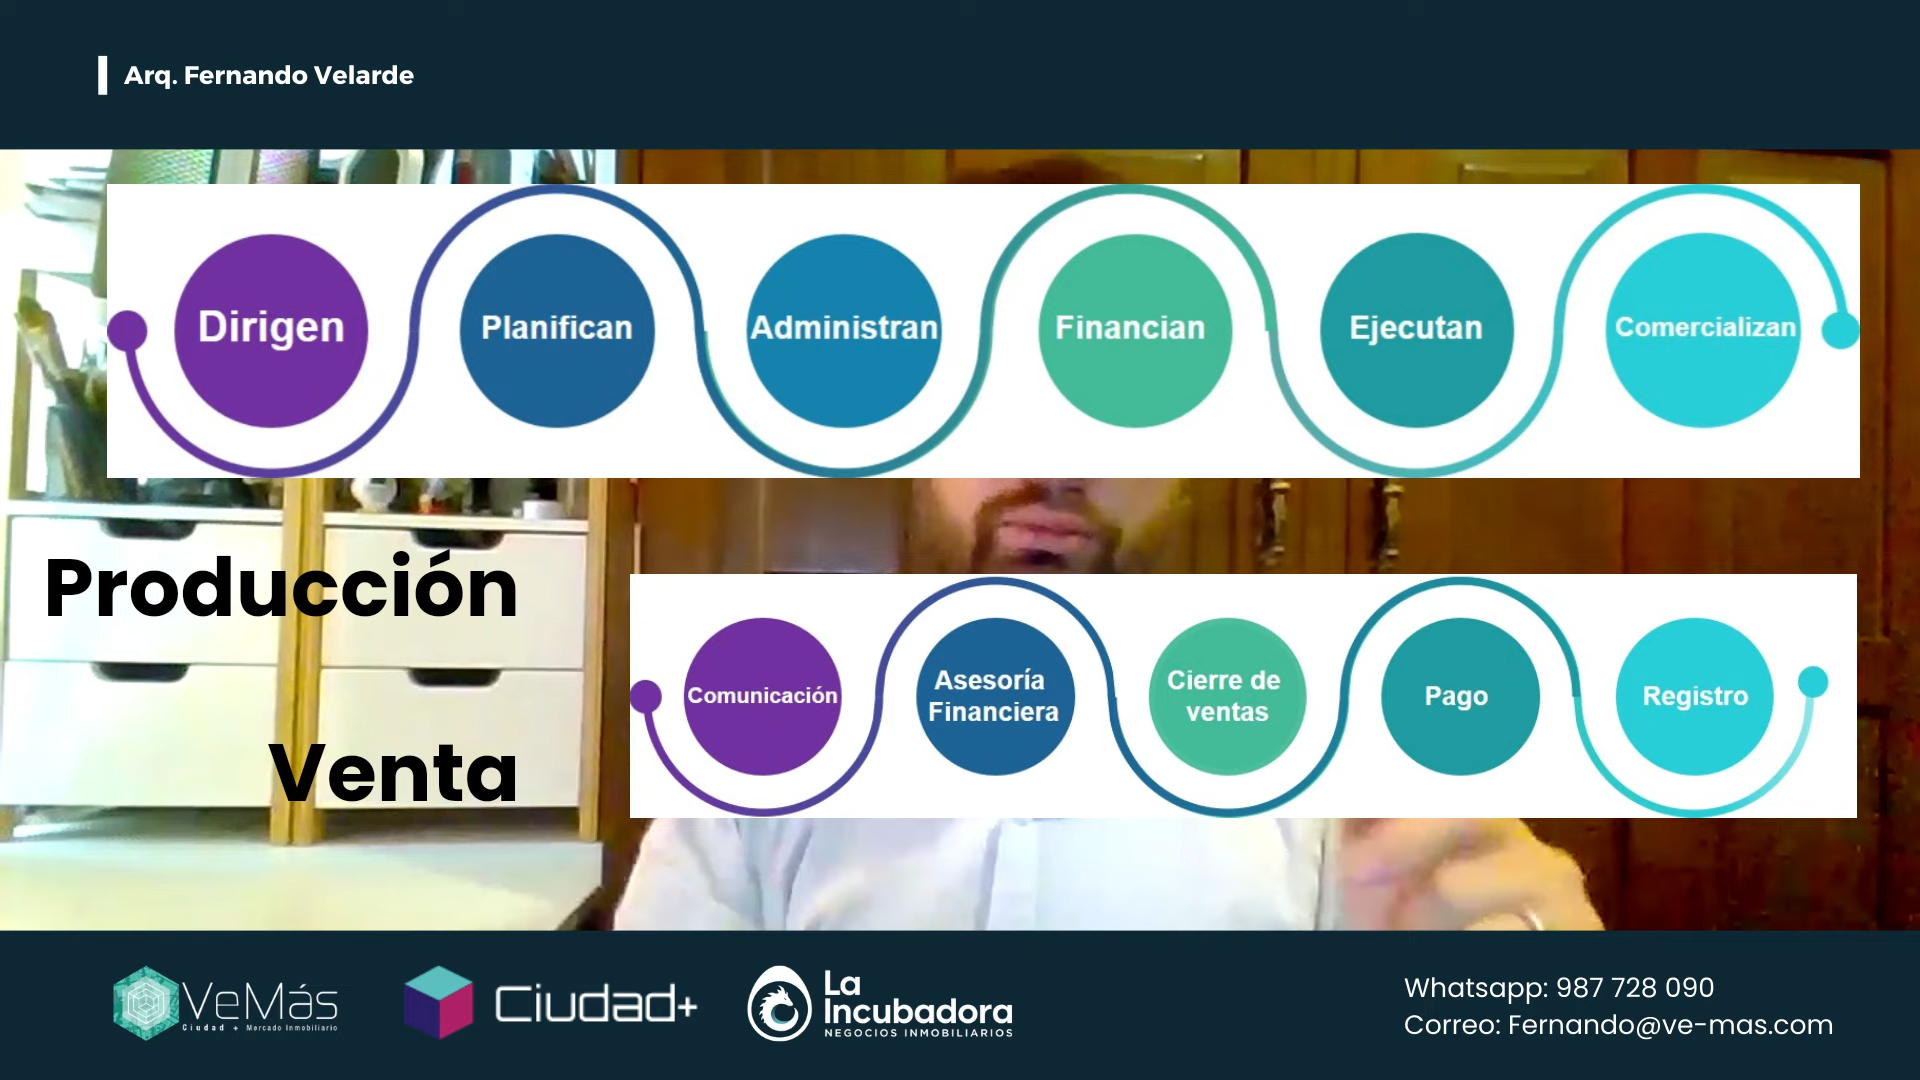 Arq. Fernando Velarde
Dirigen
Planifican
Administran
Financian
Ejecutan
Comercializan
Producción
Venta
Comunicación
Asesoría
Financiera
Cierre de
ventas
Pago
Registro
VeMás
Ciudad + Mercado Inmobiliario
Ciudad+
La
Incubadora
NEGOCIOS INMOBILIARIOS
Whatsapp: 987 728 090
Correo: Fernando@ve-mas.com